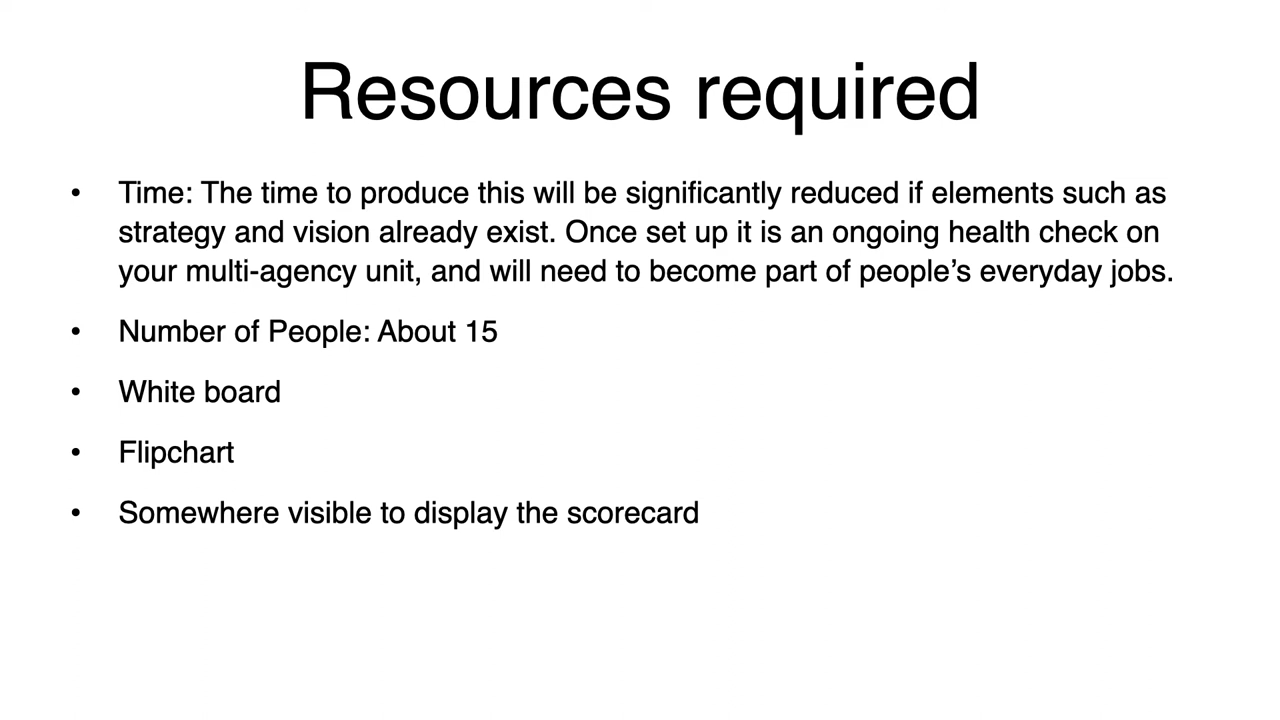 Resources required
• Time: The time to produce this will be significantly reduced if elements such as
strategy and vision already exist. Once set up it is an ongoing health check on
your multi-agency unit, and will need to become part of people’s everyday jobs.
• Number of People: About 15
• White board
• Flipchart
• Somewhere visible to display the scorecard